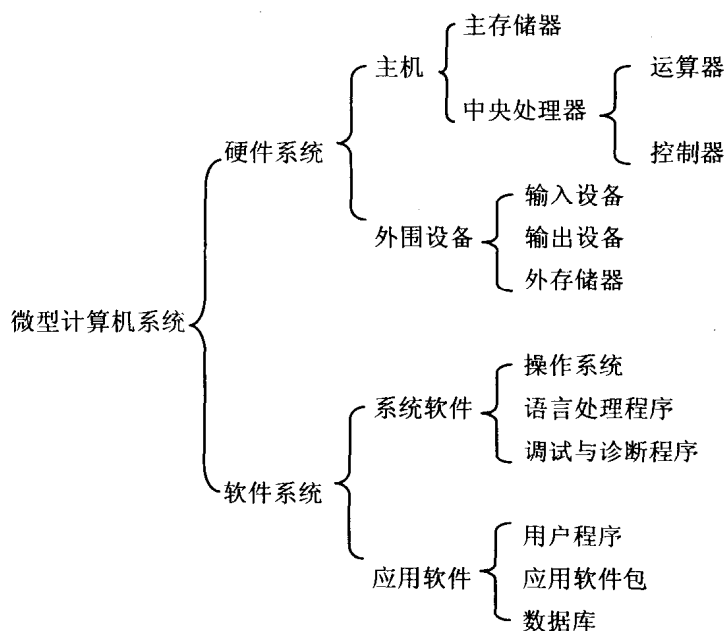 主存储器
主机
运算器
中央处理器
硬件系统
控制器
输入设备
外围设备
输出设备
外存储器
微型计算机系统
操作系统
系统软件
语言处理程序
调试与诊断程序
软件系统
用户程序
应用软件
应用软件包
数据库